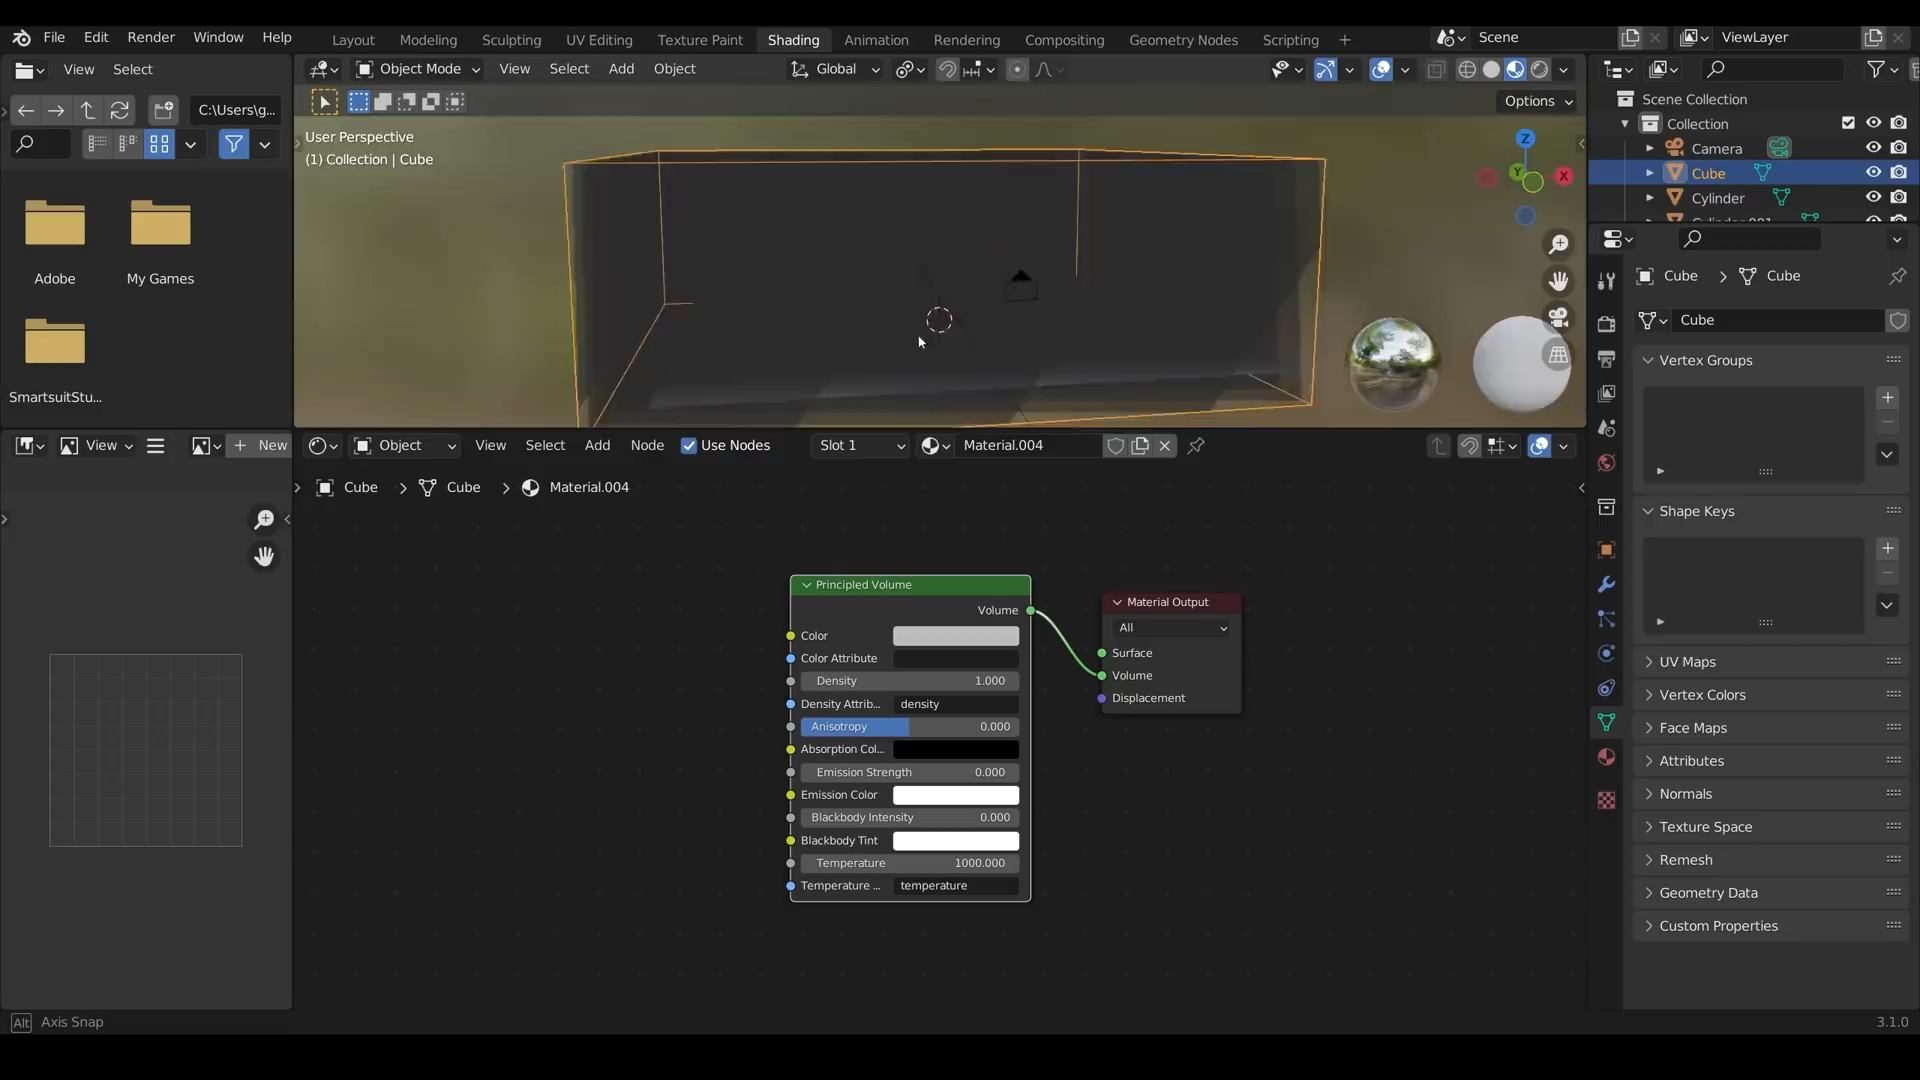 File Edit Render Window Help
Layout Modeling Sculpting UV Editing Texture Paint Shading Animation Rendering Compositing Geometry Nodes Scripting +
Scene
ViewLayer
View Select
Object Mode View Select Add Object
Global
Options
C:\Users\g...
Adobe
My Games
SmartsuitStu...
User Perspective
(1) Collection | Cube
Z
Y
X
Scene Collection
Collection
Camera
Cube
Cylinder
Cylinder.001
Cube > Cube
Cube
Vertex Groups
Shape Keys
UV Maps
Vertex Colors
Face Maps
Attributes
Normals
Texture Space
Remesh
Geometry Data
Custom Properties
View
+ New
Object View Select Add Node Use Nodes Slot 1 Material.004
Cube > Cube > Material.004
Principled Volume
Volume
Color
Color Attribute
Density 1.000
Density Attrib... density
Anisotropy 0.000
Absorption Col...
Emission Strength 0.000
Emission Color
Blackbody Intensity 0.000
Blackbody Tint
Temperature 1000.000
Temperature ... temperature
Material Output
All
Surface
Volume
Displacement
Alt Axis Snap
3.1.0